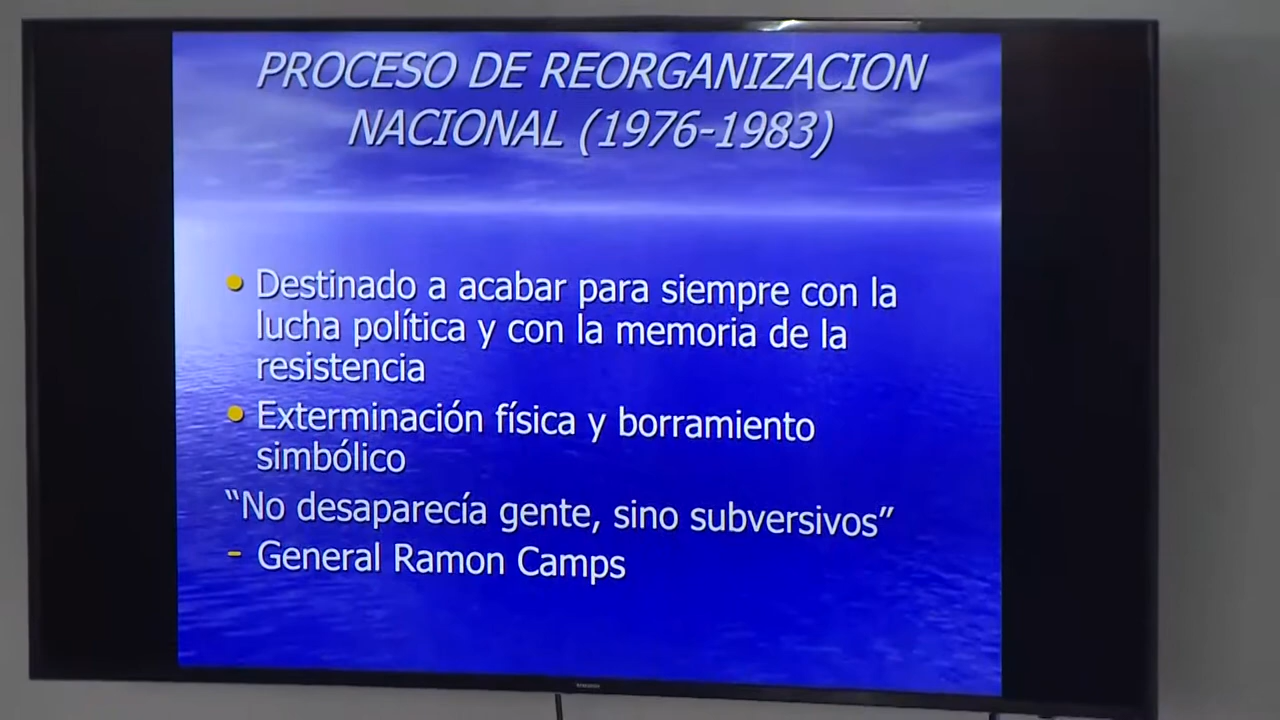 PROCESO DE REORGANIZACION
NACIONAL (1976-1983)
• Destinado a acabar para siempre con la
lucha política y con la memoria de la
resistencia
• Exterminación física y borramiento
simbólico
“No desaparecía gente, sino subversivos”
- General Ramon Camps